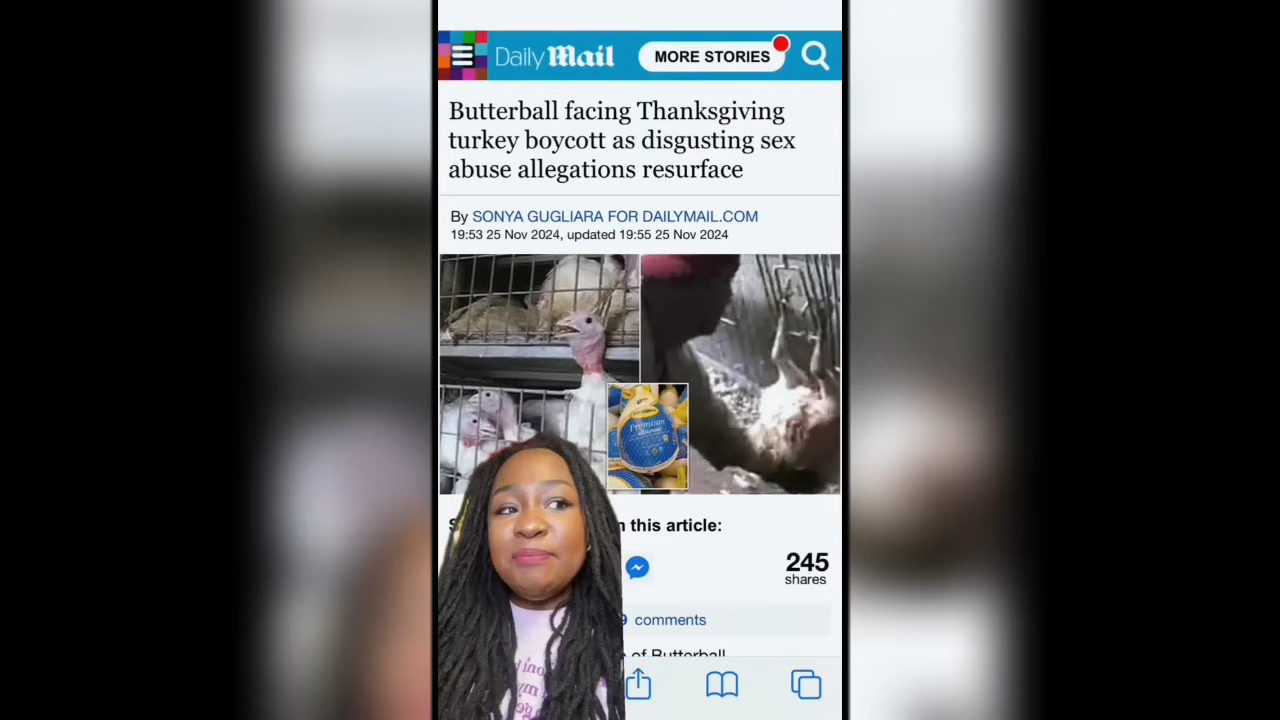 Daily Mail
MORE STORIES
Butterball facing Thanksgiving
turkey boycott as disgusting sex
abuse allegations resurface
By SONYA GUGLIARA FOR DAILYMAIL.COM
19:53 25 Nov 2024, updated 19:55 25 Nov 2024
Premium
this article:
245
shares
comments
of Butterball